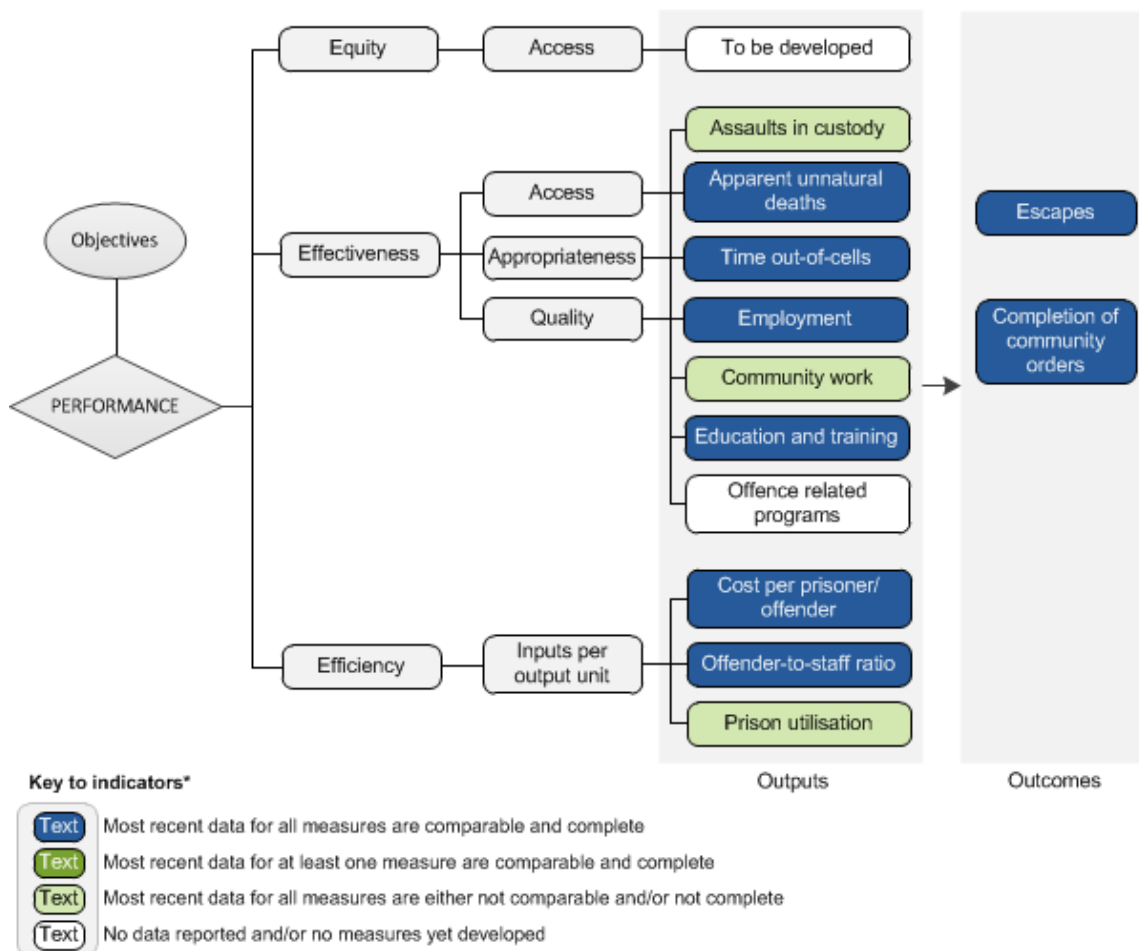 Equity
Access
To be developed
Assaults in custody
Access
Apparent unnatural
deaths
Escapes
Objectives
Effectiveness
Appropriateness
Time out-of-cells
Quality
Employment
Completion of
community
orders
PERFORMANCE
Community work
Education and training
Offence related
programs
Cost per prisoner/
offender
Efficiency
Inputs per
output unit
Offender-to-staff ratio
Prison utilisation
Outputs
Outcomes
Key to indicators*
Text Most recent data for all measures are comparable and complete
Text Most recent data for at least one measure are comparable and complete
Text Most recent data for all measures are either not comparable and/or not complete
Text No data reported and/or no measures yet developed